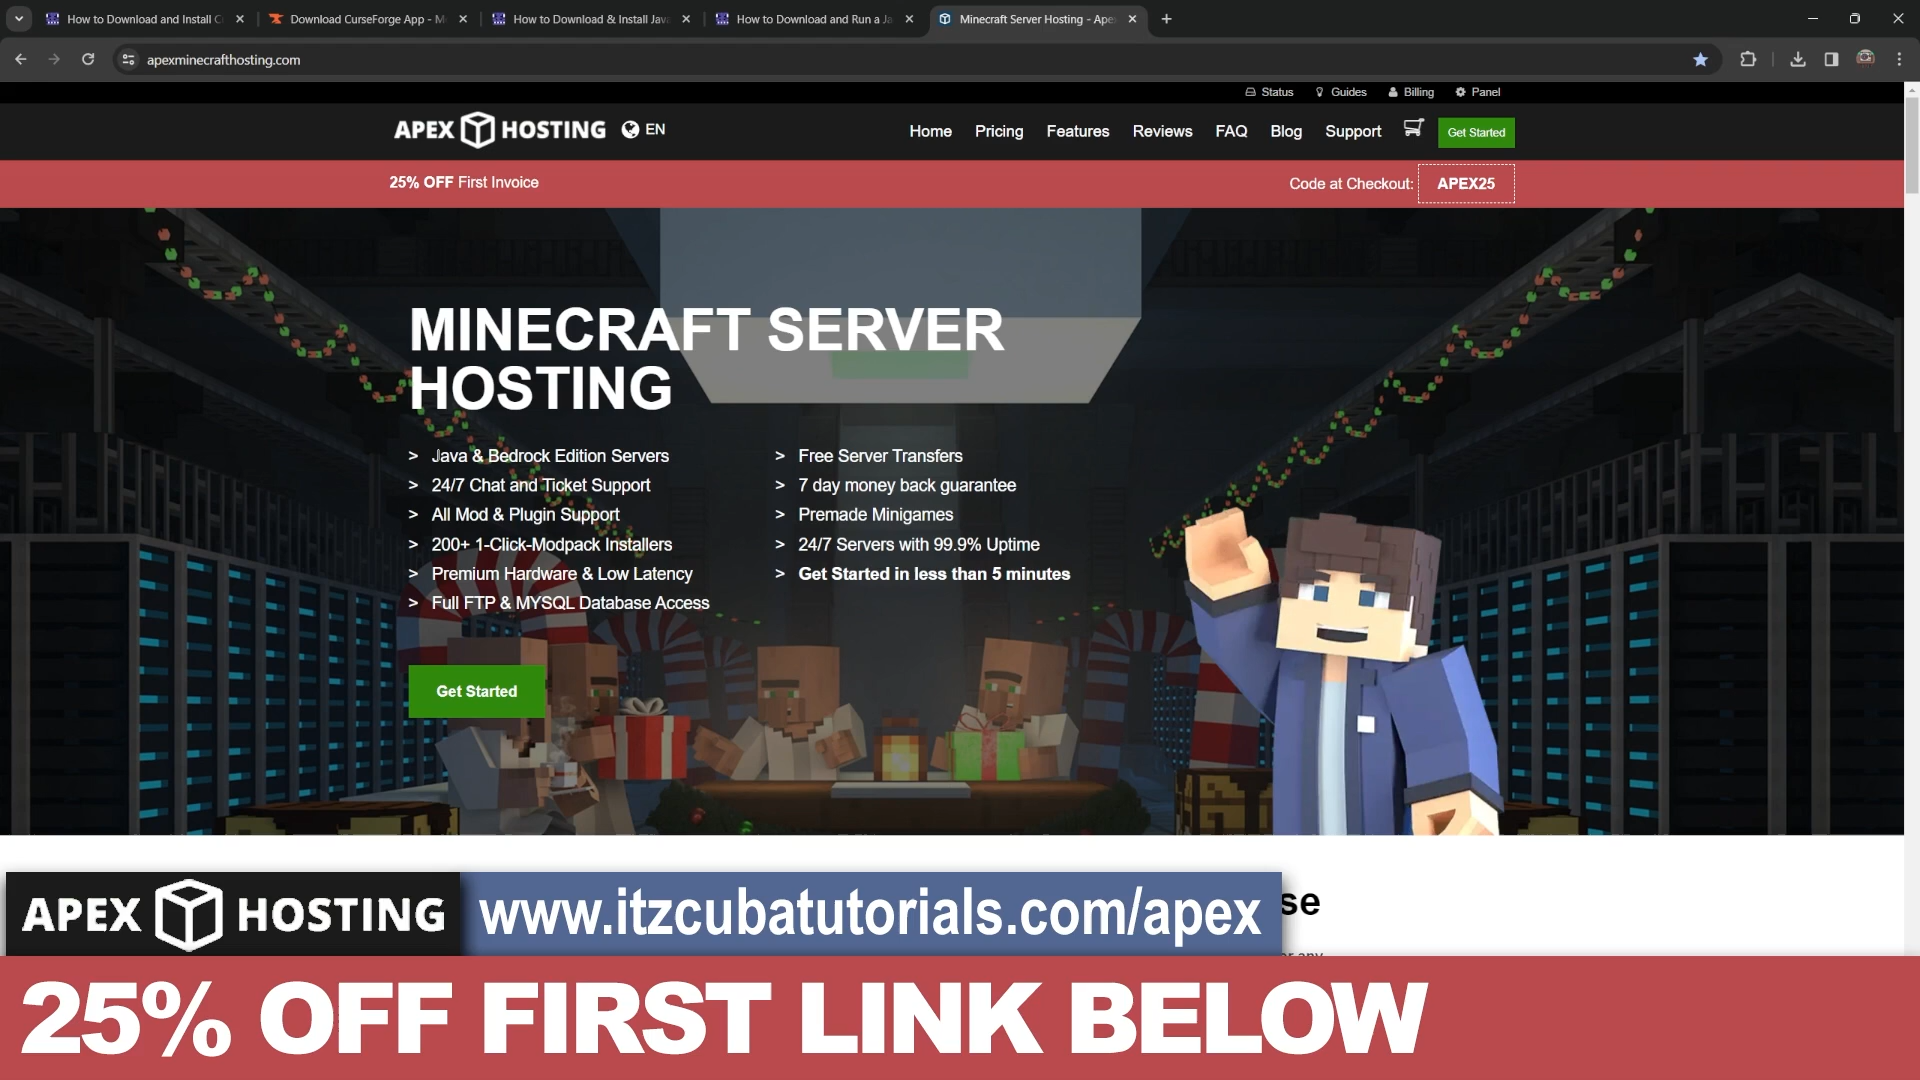 How to Download and Install C
Download CurseForge App - M
How to Download & Install Java
How to Download and Run a Ja
Minecraft Server Hosting - Apex
apexminecrafthosting.com
Status
Guides
Billing
Panel
APEX HOSTING
EN
Home
Pricing
Features
Reviews
FAQ
Blog
Support
Get Started
25% OFF First Invoice
Code at Checkout: APEX25
MINECRAFT SERVER
HOSTING
> Java & Bedrock Edition Servers
> 24/7 Chat and Ticket Support
> All Mod & Plugin Support
> 200+ 1-Click-Modpack Installers
> Premium Hardware & Low Latency
> Full FTP & MYSQL Database Access
> Free Server Transfers
> 7 day money back guarantee
> Premade Minigames
> 24/7 Servers with 99.9% Uptime
> Get Started in less than 5 minutes
Get Started
APEX HOSTING
www.itzcubatutorials.com/apex
se
25% OFF FIRST LINK BELOW